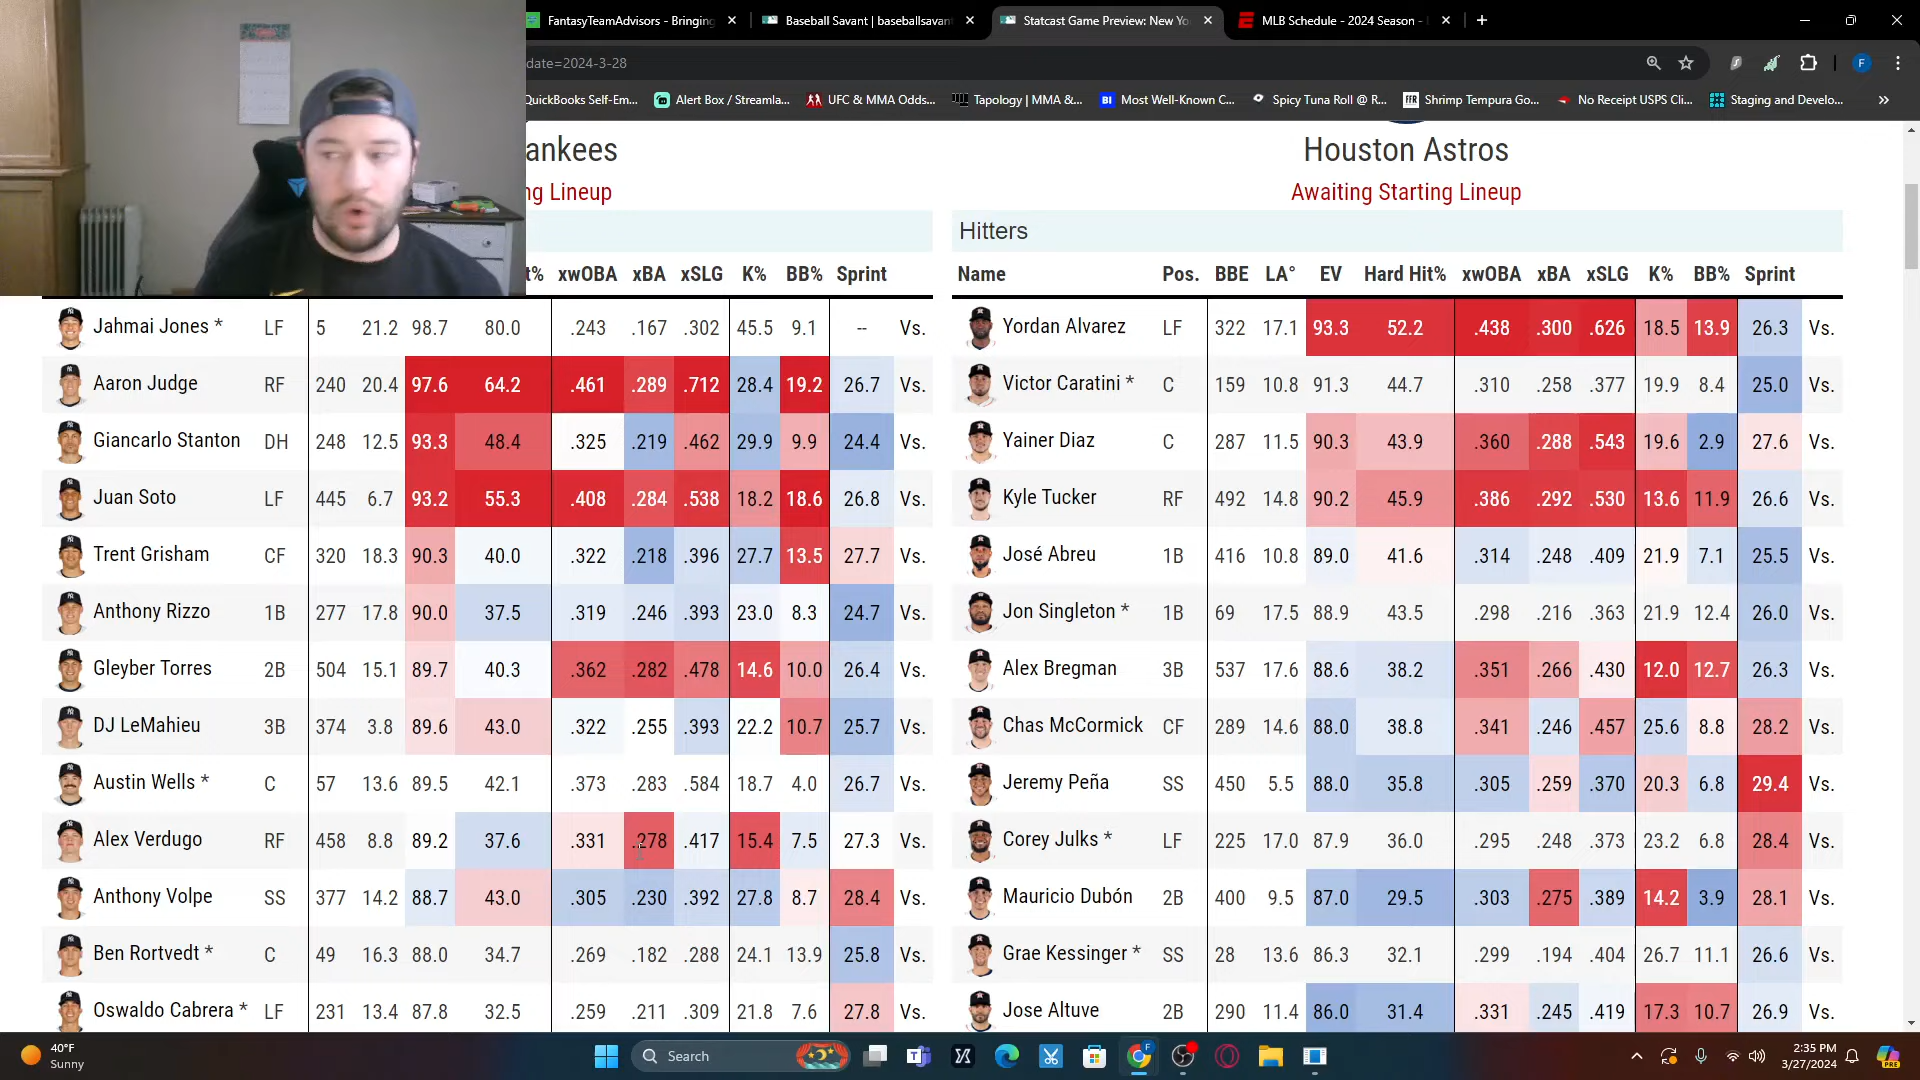 FantasyTeamAdvisors - Bringing
Baseball Savant | baseballsavant
Statcast Game Preview: New Yo
MLB Schedule - 2024 Season -
date=2024-3-28
F
QuickBooks Self-Em...
Alert Box / Streamla...
UFC & MMA Odds...
Tapology | MMA &...
BI Most Well-Known C...
Spicy Tuna Roll @ R...
FFR Shrimp Tempura Go...
No Receipt USPS Cli...
Staging and Develo...
ankees
ng Lineup
t% xwOBA xBA xSLG K% BB% Sprint
Jahmai Jones * LF 5 21.2 98.7 80.0 .243 .167 .302 45.5 9.1 -- Vs.
Aaron Judge RF 240 20.4 97.6 64.2 .461 .289 .712 28.4 19.2 26.7 Vs.
Giancarlo Stanton DH 248 12.5 93.3 48.4 .325 .219 .462 29.9 9.9 24.4 Vs.
Juan Soto LF 445 6.7 93.2 55.3 .408 .284 .538 18.2 18.6 26.8 Vs.
Trent Grisham CF 320 18.3 90.3 40.0 .322 .218 .396 27.7 13.5 27.7 Vs.
Anthony Rizzo 1B 277 17.8 90.0 37.5 .319 .246 .393 23.0 8.3 24.7 Vs.
Gleyber Torres 2B 504 15.1 89.7 40.3 .362 .282 .478 14.6 10.0 26.4 Vs.
DJ LeMahieu 3B 374 3.8 89.6 43.0 .322 .255 .393 22.2 10.7 25.7 Vs.
Austin Wells * C 57 13.6 89.5 42.1 .373 .283 .584 18.7 4.0 26.7 Vs.
Alex Verdugo RF 458 8.8 89.2 37.6 .331 .278 .417 15.4 7.5 27.3 Vs.
Anthony Volpe SS 377 14.2 88.7 43.0 .305 .230 .392 27.8 8.7 28.4 Vs.
Ben Rortvedt * C 49 16.3 88.0 34.7 .269 .182 .288 24.1 13.9 25.8 Vs.
Oswaldo Cabrera * LF 231 13.4 87.8 32.5 .259 .211 .309 21.8 7.6 27.8 Vs.
Houston Astros
Awaiting Starting Lineup
Hitters
Name Pos. BBE LA° EV Hard Hit% xwOBA xBA xSLG K% BB% Sprint
Yordan Alvarez LF 322 17.1 93.3 52.2 .438 .300 .626 18.5 13.9 26.3 Vs.
Victor Caratini * C 159 10.8 91.3 44.7 .310 .258 .377 19.9 8.4 25.0 Vs.
Yainer Diaz C 287 11.5 90.3 43.9 .360 .288 .543 19.6 2.9 27.6 Vs.
Kyle Tucker RF 492 14.8 90.2 45.9 .386 .292 .530 13.6 11.9 26.6 Vs.
José Abreu 1B 416 10.8 89.0 41.6 .314 .248 .409 21.9 7.1 25.5 Vs.
Jon Singleton * 1B 69 17.5 88.9 43.5 .298 .216 .363 21.9 12.4 26.0 Vs.
Alex Bregman 3B 537 17.6 88.6 38.2 .351 .266 .430 12.0 12.7 26.3 Vs.
Chas McCormick CF 289 14.6 88.0 38.8 .341 .246 .457 25.6 8.8 28.2 Vs.
Jeremy Peña SS 450 5.5 88.0 35.8 .305 .259 .370 20.3 6.8 29.4 Vs.
Corey Julks * LF 225 17.0 87.9 36.0 .295 .248 .373 23.2 6.8 28.4 Vs.
Mauricio Dubón 2B 400 9.5 87.0 29.5 .303 .275 .389 14.2 3.9 28.1 Vs.
Grae Kessinger * SS 28 13.6 86.3 32.1 .299 .194 .404 26.7 11.1 26.6 Vs.
Jose Altuve 2B 290 11.4 86.0 31.4 .331 .245 .419 17.3 10.7 26.9 Vs.
40°F
Sunny
Search
2:35 PM
3/27/2024